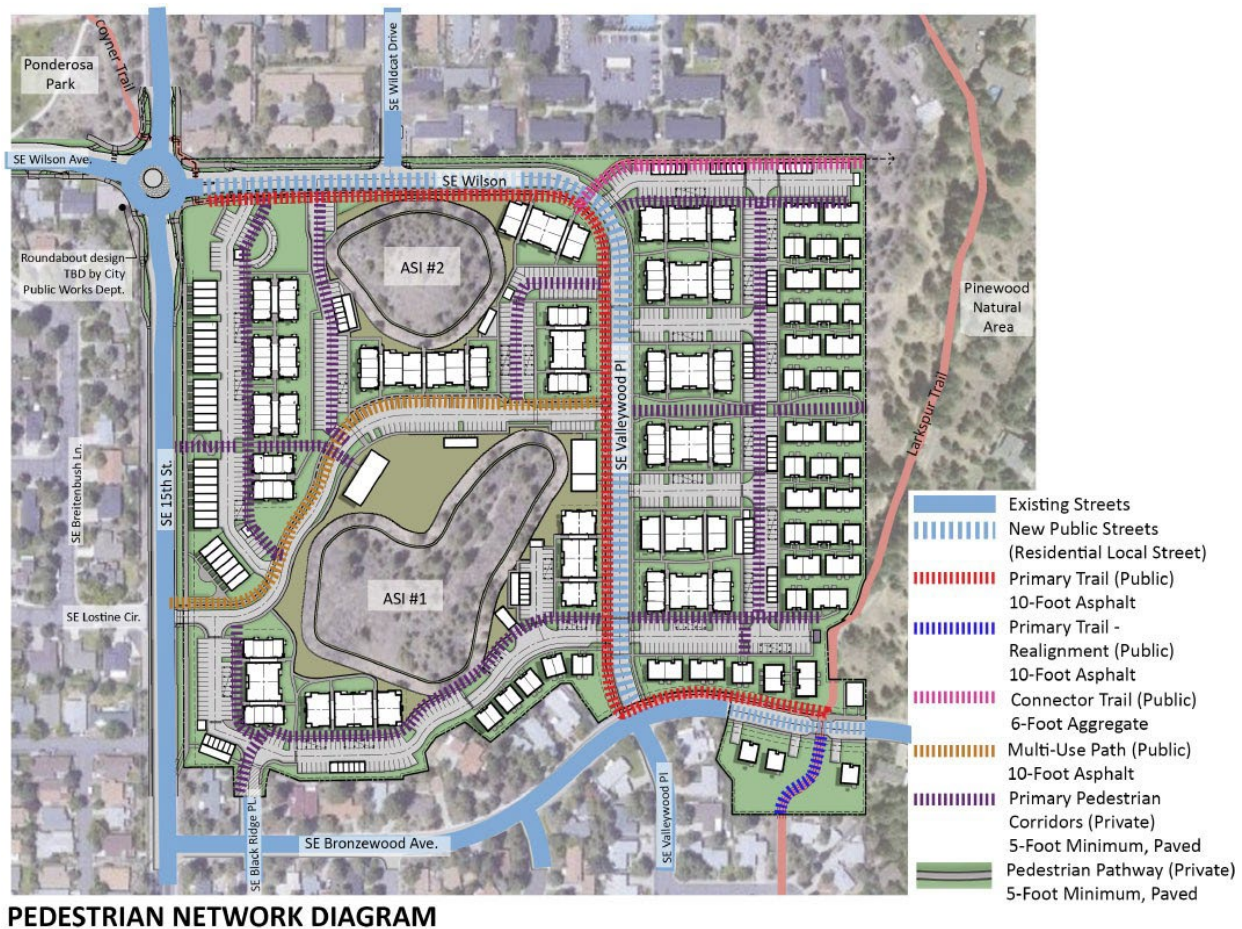 coyner Trail
Ponderosa
Park
SE Wildcat Drive
SE Wilson Ave.
SE Wilson
Roundabout design
TBD by City
Public Works Dept.
ASI #2
Pinewood
Natural
Area
SE Valleywood Pl
Larkspur Trail
SE Breitenbush Ln.
SE 15th St.
ASI #1
SE Lostine Cir.
SE Black Ridge PL.
SE Bronzewood Ave.
SE Valleywood Pl
Existing Streets
New Public Streets
(Residential Local Street)
Primary Trail (Public)
10-Foot Asphalt
Primary Trail -
Realignment (Public)
10-Foot Asphalt
Connector Trail (Public)
6-Foot Aggregate
Multi-Use Path (Public)
10-Foot Asphalt
Primary Pedestrian
Corridors (Private)
5-Foot Minimum, Paved
Pedestrian Pathway (Private)
5-Foot Minimum, Paved
PEDESTRIAN NETWORK DIAGRAM